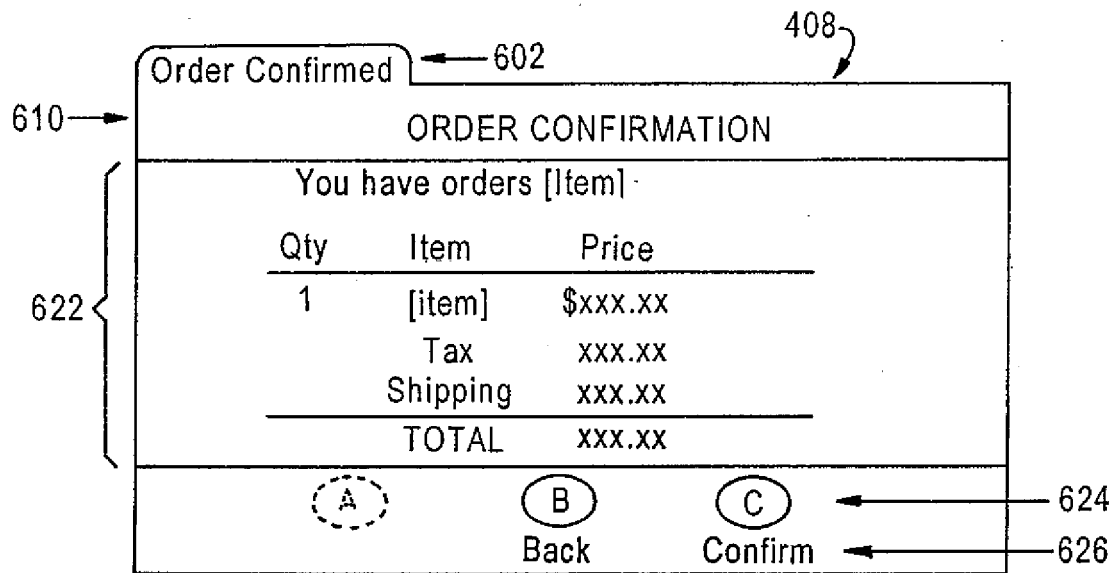 408
Order Confirmed 602
610 ORDER CONFIRMATION
You have orders [Item]
Qty Item Price
622 1 [item] $xxx.xx
Tax xxx.xx
Shipping xxx.xx
TOTAL xxx.xx
A B C 624
Back Confirm 626